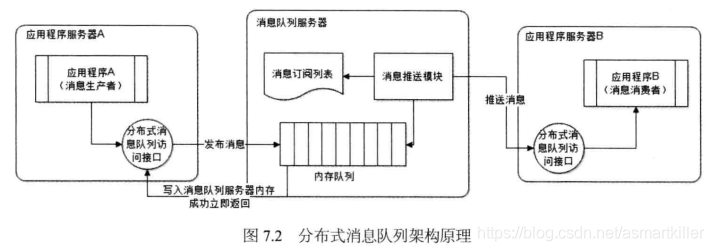 应用程序服务器A
应用程序A
（消息生产者）
分布式消
息队列访
问接口
发布消息
写入消息队列服务器内存
成功立即返回
消息队列服务器
消息订阅列表
消息推送模块
内存队列
推送消息
应用程序服务器B
应用程序B
（消息消费者）
分布式消
息队列访
问接口
图 7.2 分布式消息队列架构原理
https://blog.csdn.net/asmartkiller